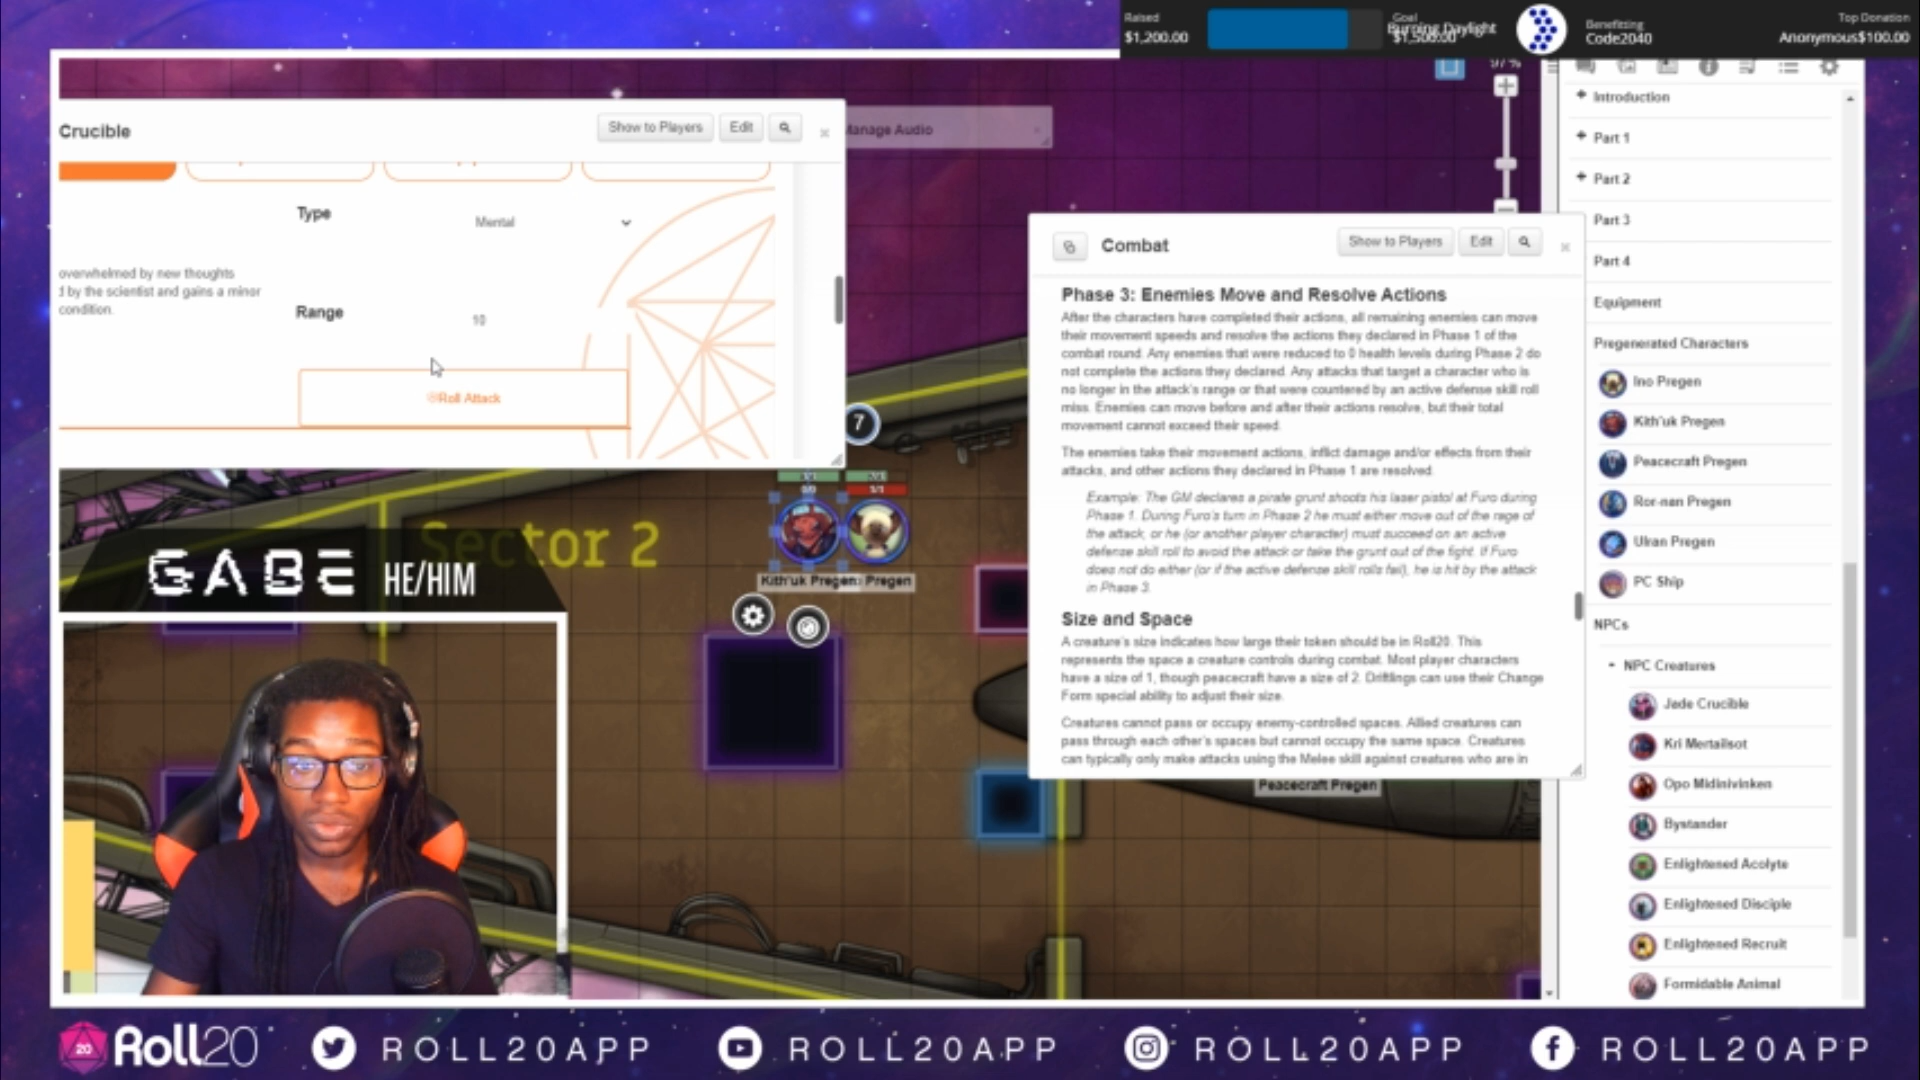 Raised
$1,200.00
Goal
$1,500.00
Burning Daylight
Benefitting
Code2040
Top Donation
Anonymous$100.00
97%
Crucible
Show to Players
Edit
Manage Audio
Type
Mental
overwhelmed by new thoughts
d by the scientist and gains a minor
condition.
Range
10
Roll Attack
Combat
Show to Players
Edit
Phase 3: Enemies Move and Resolve Actions
After the characters have completed their actions, all remaining enemies can move
their movement speeds and resolve the actions they declared in Phase 1 of the
combat round. Any enemies that were reduced to 0 health levels during Phase 2 do
not complete the actions they declared. Any attacks that target a character who is
no longer in the attack's range or that were countered by an active defense skill roll
miss. Enemies can move before and after their actions resolve, but their total
movement cannot exceed their speed.
The enemies take their movement actions, inflict damage and/or effects from their
attacks, and other actions they declared in Phase 1 are resolved.
Example: The GM declares a pirate grunt shoots his laser pistol at Furo during
Phase 1. During Furo's turn in Phase 2 he must either move out of the rage of
the attack, or he (or another player character) must succeed on an active
defense skill roll to avoid the attack or take the grunt out of the fight. If Furo
does not do either (or if the active defense skill rolls fail), he is hit by the attack
in Phase 3.
Size and Space
A creature's size indicates how large their token should be in Roll20. This
represents the space a creature controls during combat. Most player characters
have a size of 1, though peacecraft have a size of 2. Driftlings can use their Change
Form special ability to adjust their size.
Creatures cannot pass or occupy enemy-controlled spaces. Allied creatures can
pass through each other's spaces but cannot occupy the same space. Creatures
can typically only make attacks using the Melee skill against creatures who are in
Introduction
Part 1
Part 2
Part 3
Part 4
Equipment
Pregenerated Characters
Ino Pregen
Kith'uk Pregen
Peacecraft Pregen
Ror-nan Pregen
Ulran Pregen
PC Ship
NPCs
NPC Creatures
Jade Crucible
Kri Mertailsot
Opo Midinivinken
Bystander
Enlightened Acolyte
Enlightened Disciple
Enlightened Recruit
Formidable Animal
7
Sector 2
Kith'uk Pregen
Pregen
Peacecraft Pregen
GABE HE/HIM
20
Roll20
ROLL20APP
ROLL20APP
ROLL20APP
ROLL20APP